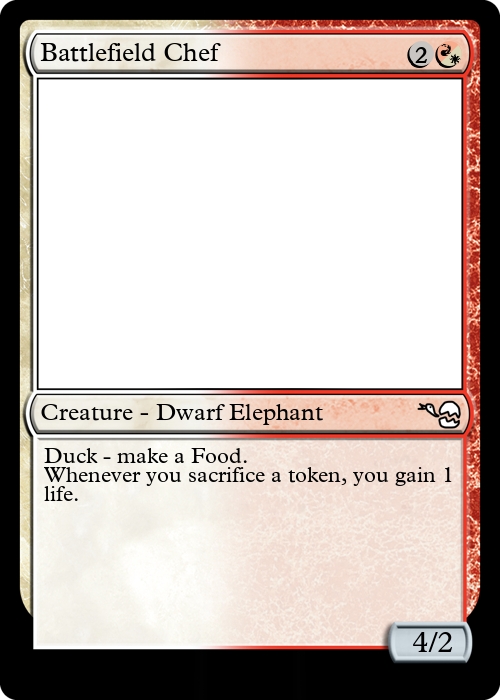 Battlefield Chef 2
Creature - Dwarf Elephant
Duck - make a Food.
Whenever you sacrifice a token, you gain 1
life.
4/2